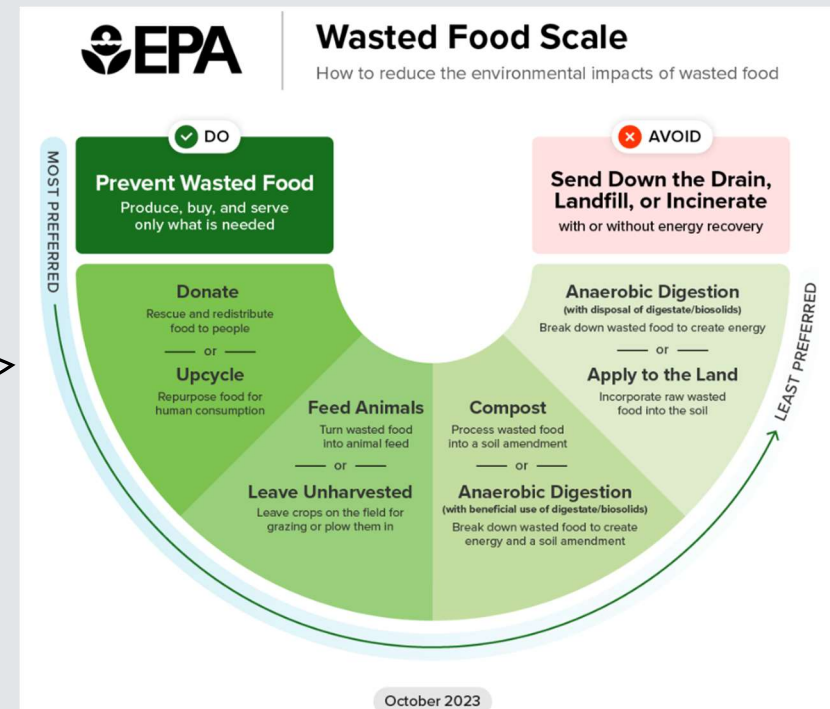 EPA
Wasted Food Scale
How to reduce the environmental impacts of wasted food
MOST PREFERRED
DO
Prevent Wasted Food
Produce, buy, and serve
only what is needed
Donate
Rescue and redistribute
food to people
or
Upcycle
Repurpose food for
human consumption
Feed Animals
Turn wasted food
into animal feed
or
Leave Unharvested
Leave crops on the field for
grazing or plow them in
Compost
Process wasted food
into a soil amendment
or
Anaerobic Digestion
(with beneficial use of digestate/biosolids)
Break down wasted food to create
energy and a soil amendment
Anaerobic Digestion
(with disposal of digestate/biosolids)
Break down wasted food to create energy
or
Apply to the Land
Incorporate raw wasted
food into the soil
AVOID
Send Down the Drain,
Landfill, or Incinerate
with or without energy recovery
LEAST PREFERRED
October 2023